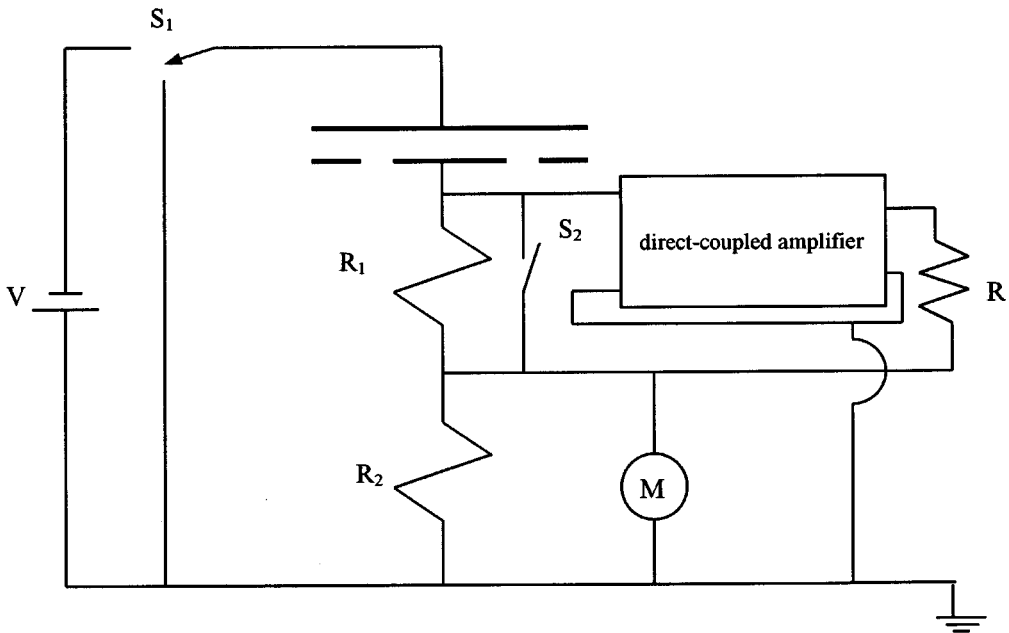 S₁
V
R₁
S₂
direct-coupled amplifier
R
R₂
M